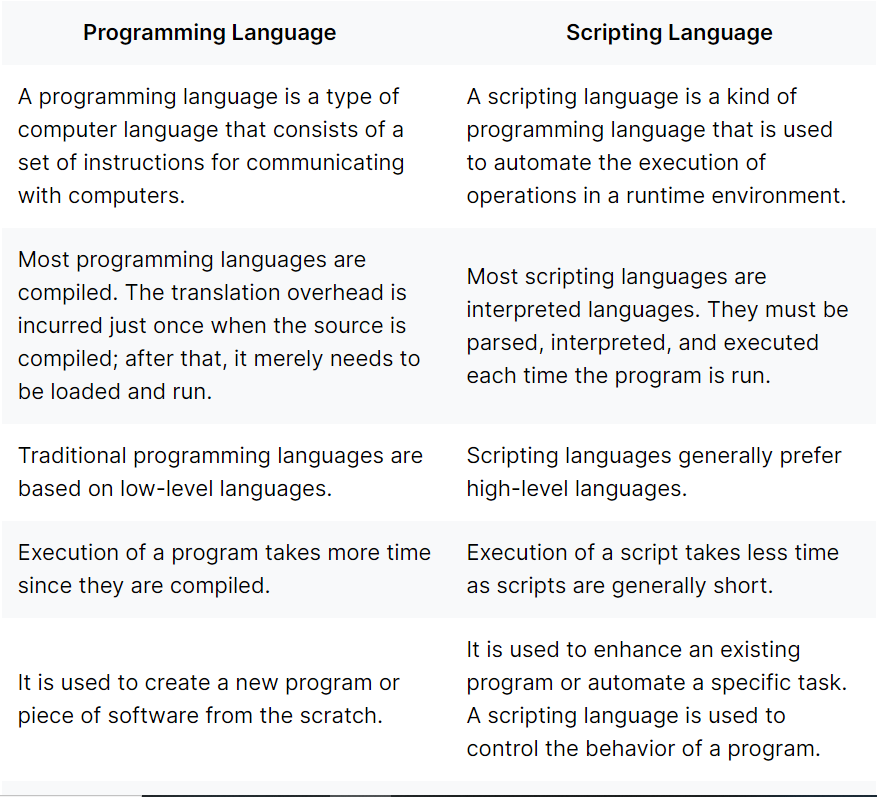 Programming Language
Scripting Language
A programming language is a type of
computer language that consists of a
set of instructions for communicating
with computers.
A scripting language is a kind of
programming language that is used
to automate the execution of
operations in a runtime environment.
Most programming languages are
compiled. The translation overhead is
incurred just once when the source is
compiled; after that, it merely needs to
be loaded and run.
Most scripting languages are
interpreted languages. They must be
parsed, interpreted, and executed
each time the program is run.
Traditional programming languages are
based on low-level languages.
Scripting languages generally prefer
high-level languages.
Execution of a program takes more time
since they are compiled.
Execution of a script takes less time
as scripts are generally short.
It is used to create a new program or
piece of software from the scratch.
It is used to enhance an existing
program or automate a specific task.
A scripting language is used to
control the behavior of a program.